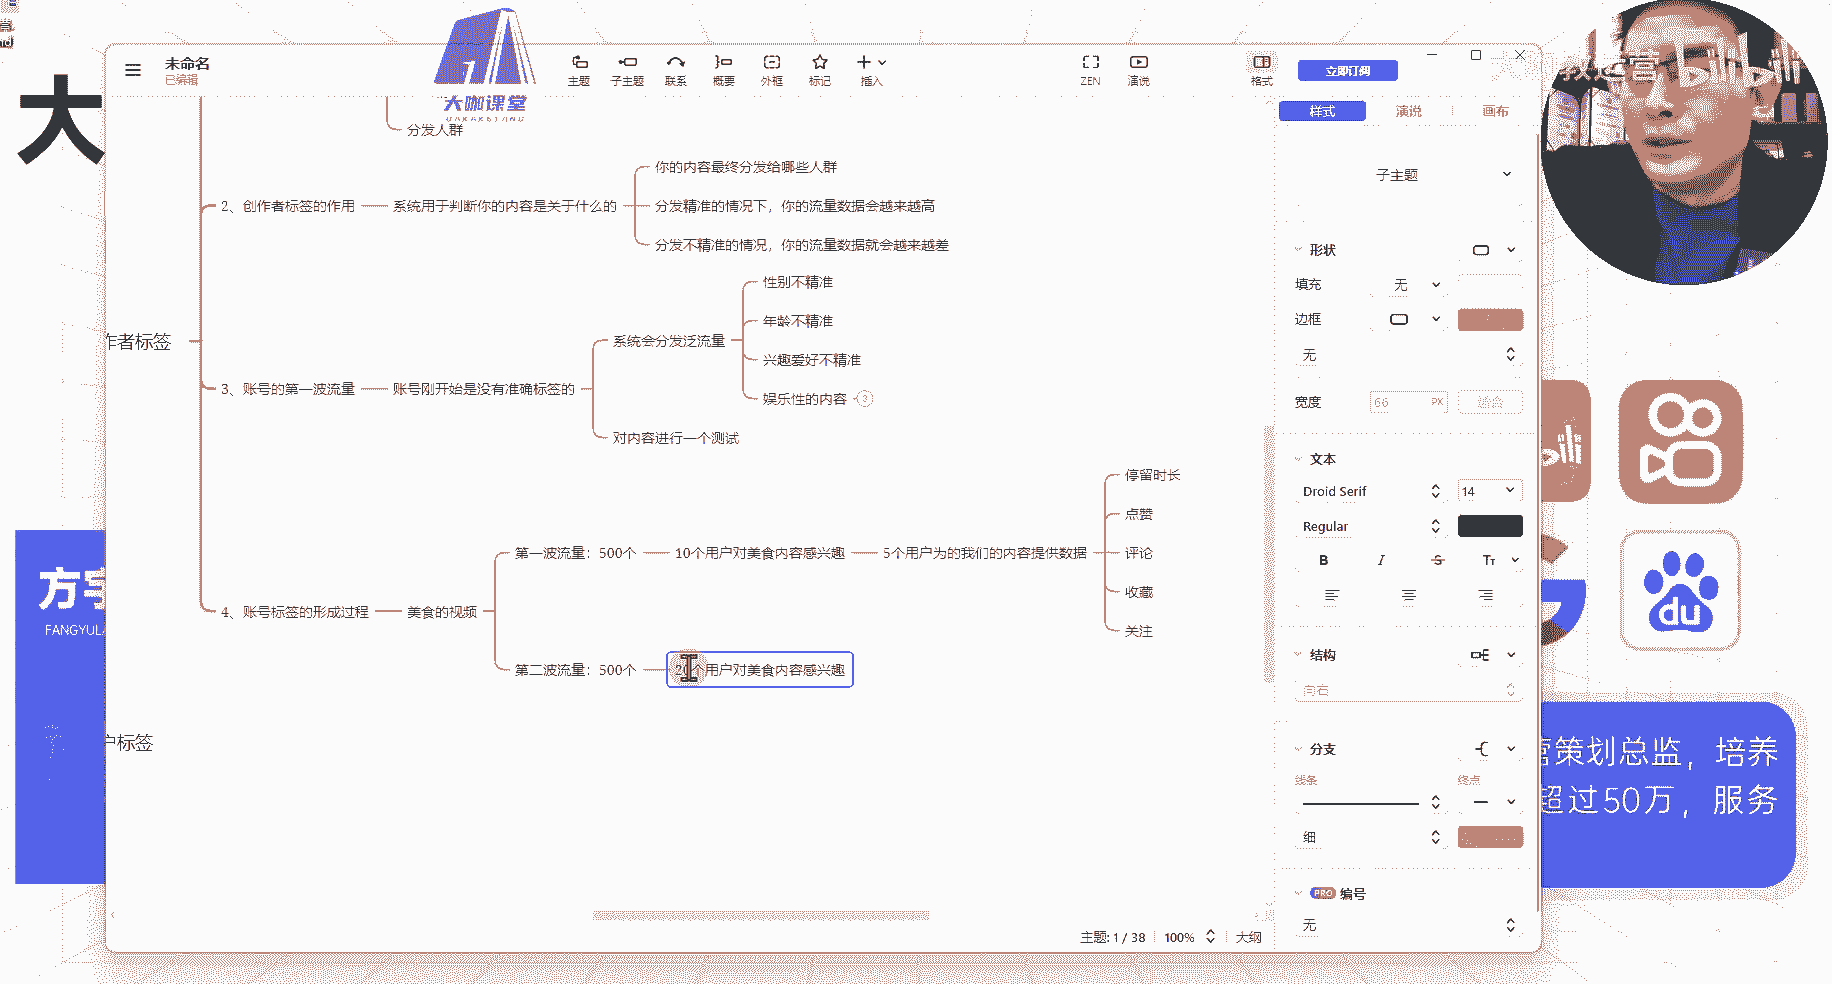 大
未命名
已编辑
大咖课堂
主题
子主题
联系
概要
外框
标记
插入
ZEN
演说
格式
立即订阅
样式
演说
画布
分发人群
2、创作者标签的作用
系统用于判断你的内容是关于什么的
你的内容最终分发给哪些人群
分发精准的情况下，你的流量数据会越来越高
分发不精准的情况，你的流量数据就会越来越差
作者标签
3、账号的第一波流量
账号刚开始是没有准确标签的
系统会分发泛流量
性别不精准
年龄不精准
兴趣爱好不精准
娱乐性的内容
3
对内容进行一个测试
4、账号标签的形成过程
美食的视频
第一波流量：500个
10个用户对美食内容感兴趣
5个用户为的我们的内容提供数据
停留时长
点赞
评论
收藏
关注
第二波流量：500个
20个用户对美食内容感兴趣
户标签
子主题
形状
填充
无
边框
无
宽度
66
PX
适合
文本
Droid Serif
14
Regular
B
I
S
Tт
结构
向右
分支
线条
终点
细
PRO
编号
无
主题: 1 / 38
100%
大纲
方宇
FANGYUL
bilibili
du
营策划总监，培养
超过50万，服务